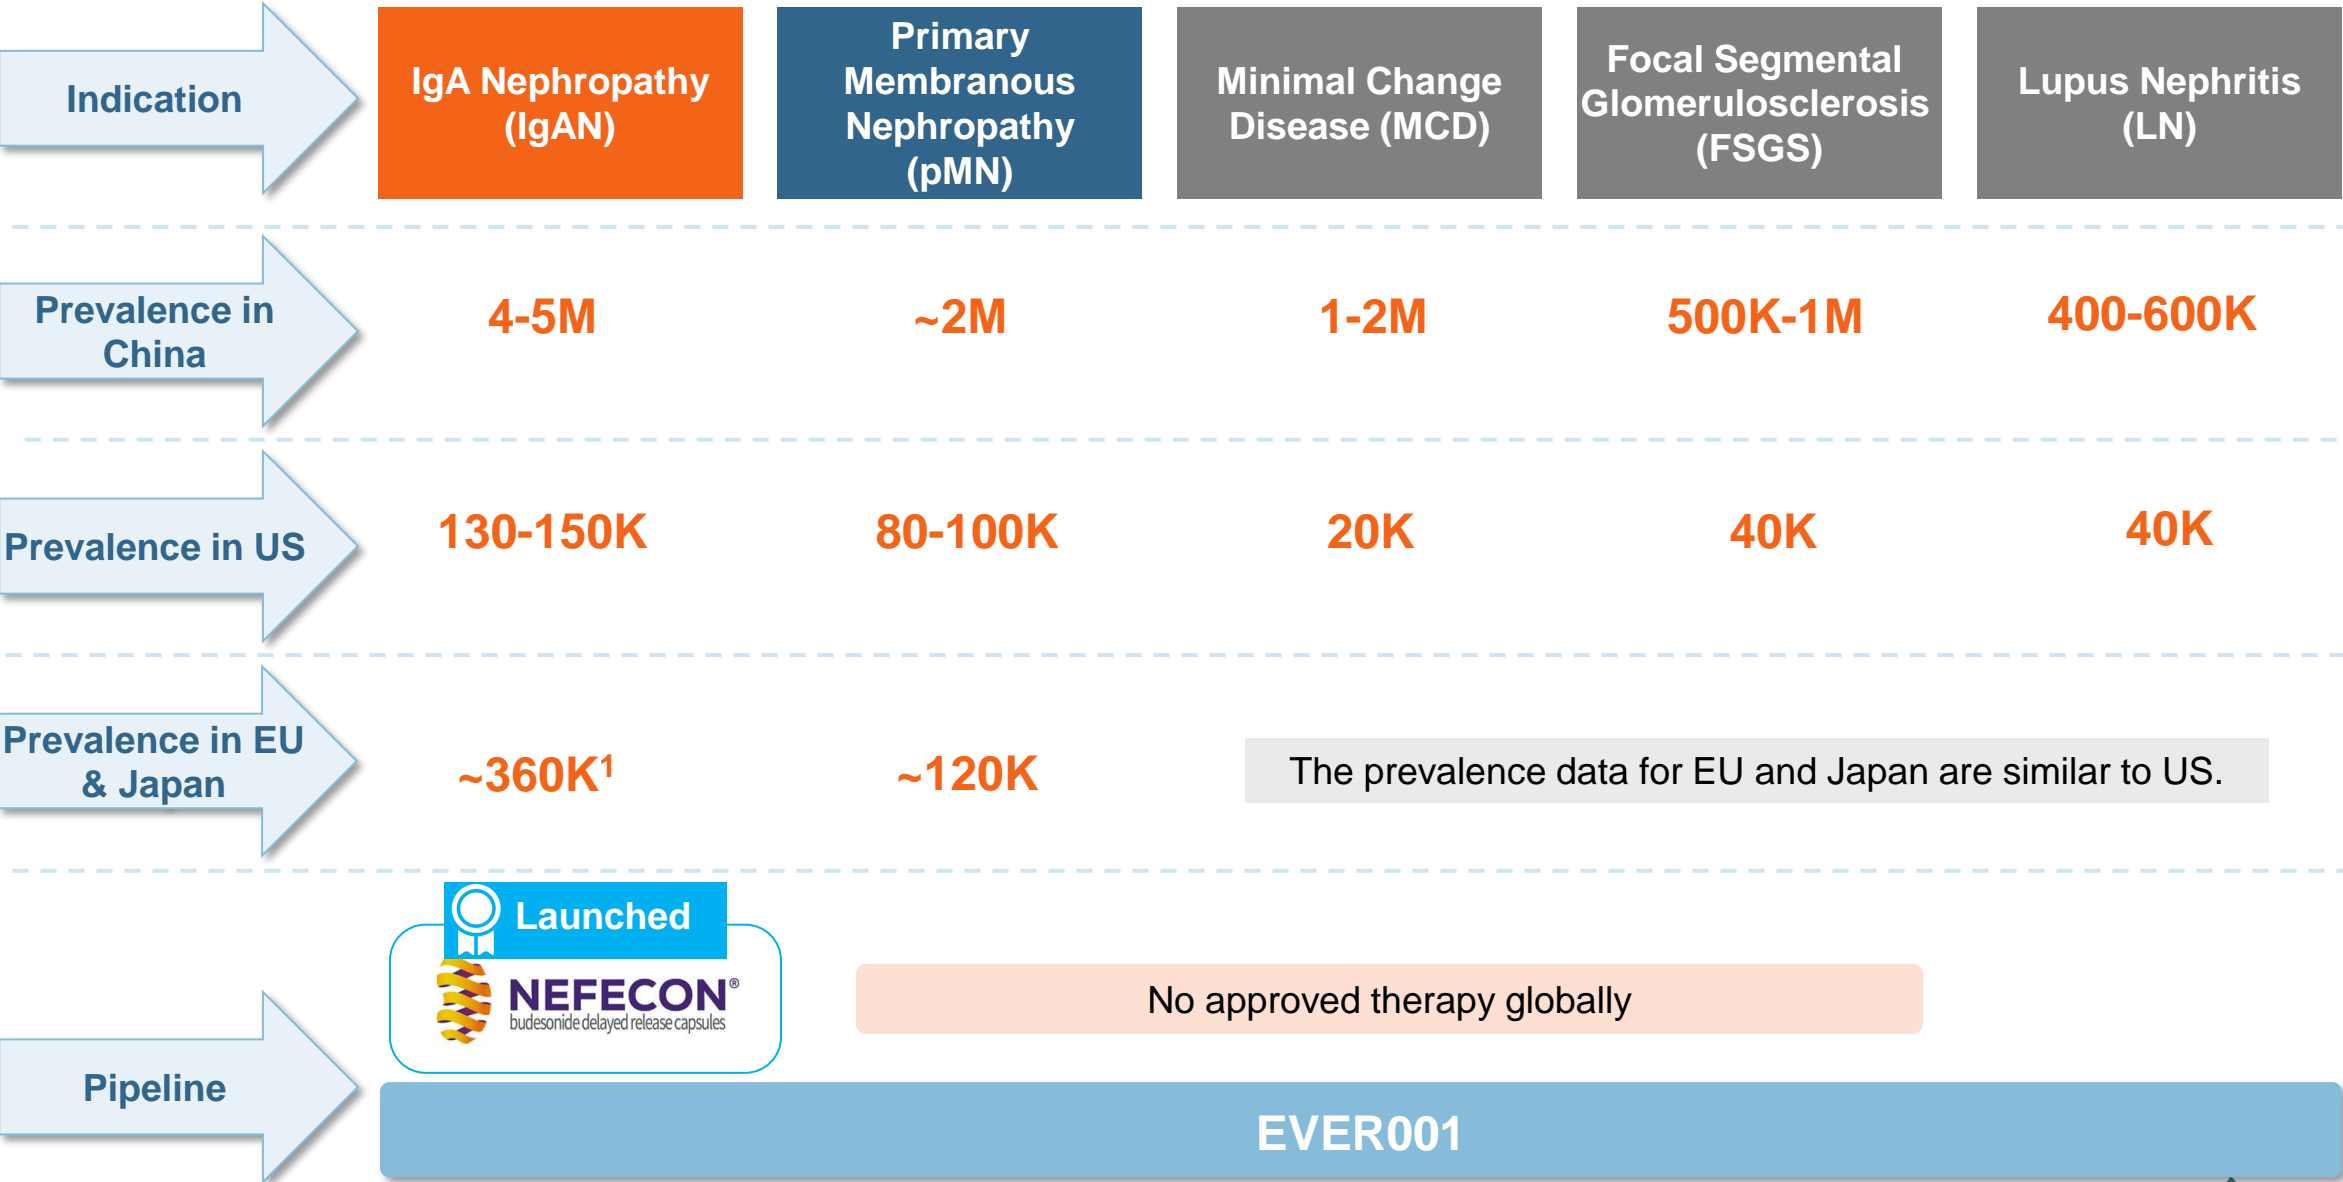 Indication
IgA Nephropathy
(IgAN)
Primary
Membranous
Nephropathy
(pMN)
Minimal Change
Disease (MCD)
Focal Segmental
Glomerulosclerosis
(FSGS)
Lupus Nephritis
(LN)
Prevalence in
China
4-5M
~2M
1-2M
500K-1M
400-600K
Prevalence in US
130-150K
80-100K
20K
40K
40K
Prevalence in EU
& Japan
~360K¹
~120K
The prevalence data for EU and Japan are similar to US.
Pipeline
Launched
NEFECON®
budesonide delayed release capsules
No approved therapy globally
EVER001